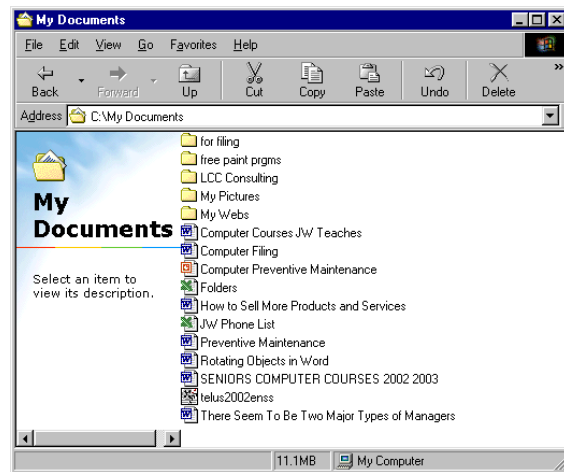 My Documents
File Edit View Go Favorites Help
Back Forward Up Cut Copy Paste Undo Delete »
Address C:\My Documents
My
Documents
Select an item to
view its description.
for filing
free paint prgms
LCC Consulting
My Pictures
My Webs
Computer Courses JW Teaches
Computer Filing
Computer Preventive Maintenance
Folders
How to Sell More Products and Services
JW Phone List
Preventive Maintenance
Rotating Objects in Word
SENIORS COMPUTER COURSES 2002 2003
telus2002enss
There Seem To Be Two Major Types of Managers
11.1MB My Computer